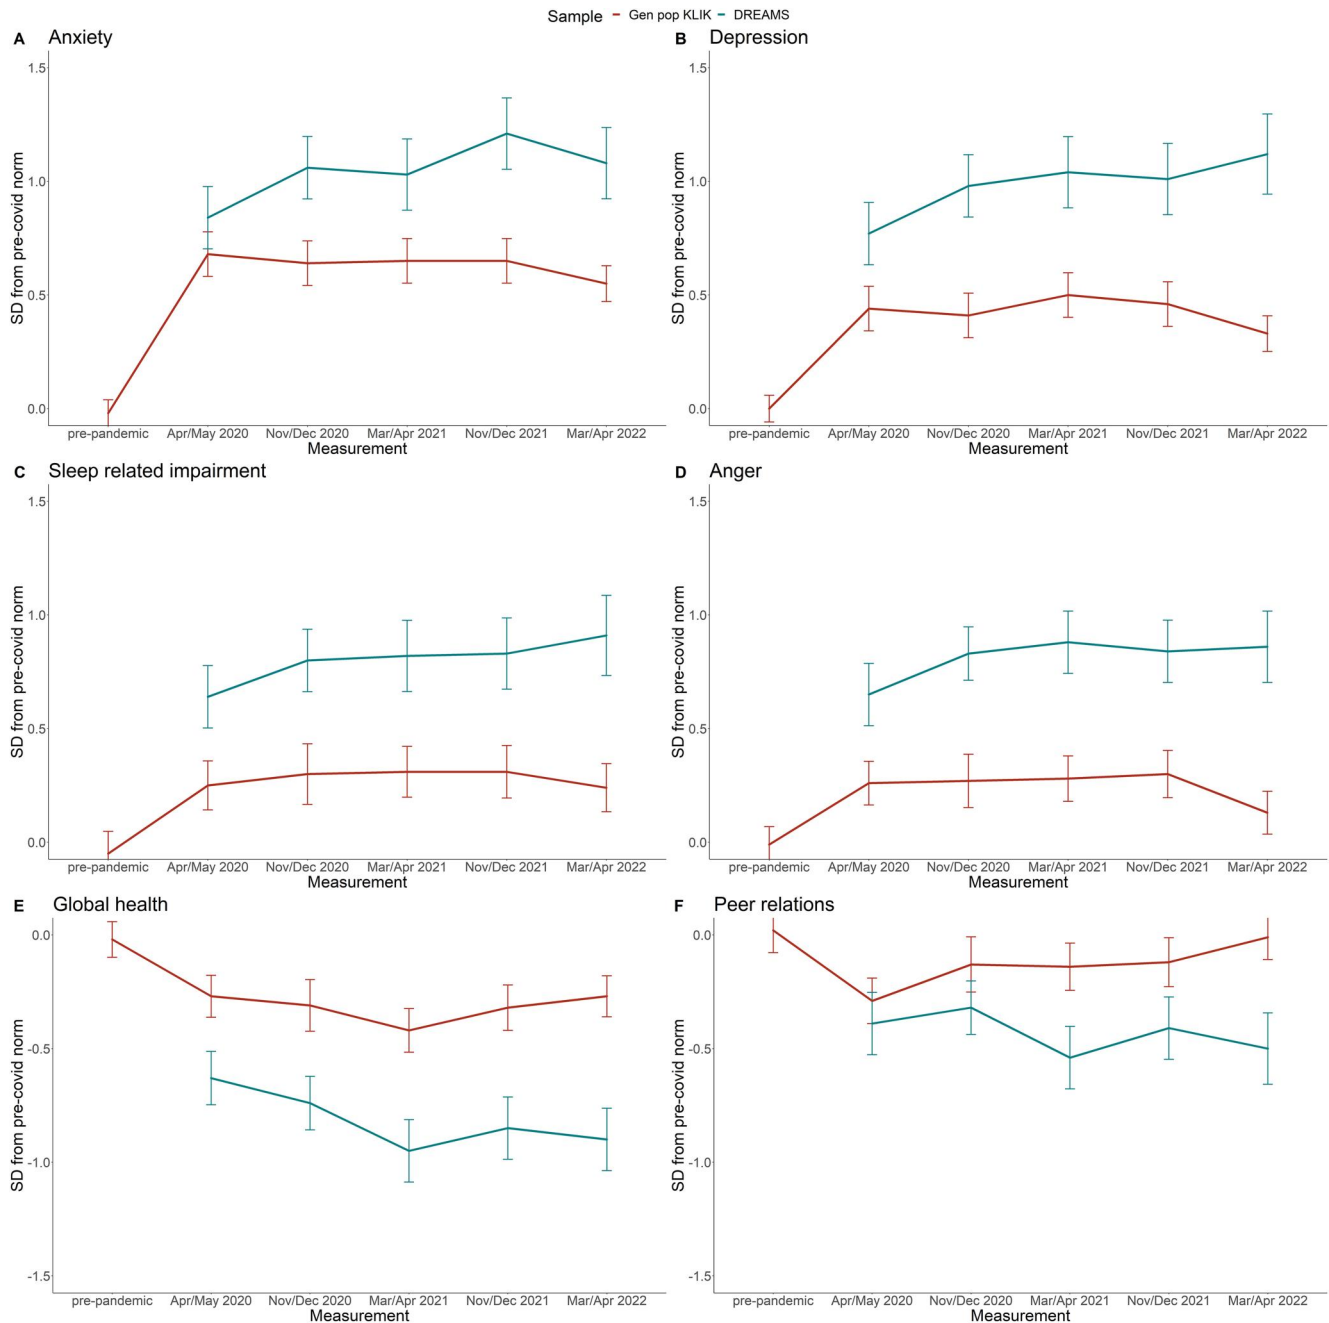 Sample Gen pop KLIK DREAMS
A Anxiety
1.5
1.0
0.5
0.0
SD from pre-covid norm
pre-pandemic Apr/May 2020 Nov/Dec 2020 Mar/Apr 2021 Nov/Dec 2021 Mar/Apr 2022
Measurement
B Depression
1.5
1.0
0.5
0.0
SD from pre-covid norm
pre-pandemic Apr/May 2020 Nov/Dec 2020 Mar/Apr 2021 Nov/Dec 2021 Mar/Apr 2022
Measurement
C Sleep related impairment
1.5
1.0
0.5
0.0
SD from pre-covid norm
pre-pandemic Apr/May 2020 Nov/Dec 2020 Mar/Apr 2021 Nov/Dec 2021 Mar/Apr 2022
Measurement
D Anger
1.5
1.0
0.5
0.0
SD from pre-covid norm
pre-pandemic Apr/May 2020 Nov/Dec 2020 Mar/Apr 2021 Nov/Dec 2021 Mar/Apr 2022
Measurement
E Global health
0.0
-0.5
-1.0
-1.5
SD from pre-covid norm
pre-pandemic Apr/May 2020 Nov/Dec 2020 Mar/Apr 2021 Nov/Dec 2021 Mar/Apr 2022
Measurement
F Peer relations
0.0
-0.5
-1.0
-1.5
SD from pre-covid norm
pre-pandemic Apr/May 2020 Nov/Dec 2020 Mar/Apr 2021 Nov/Dec 2021 Mar/Apr 2022
Measurement